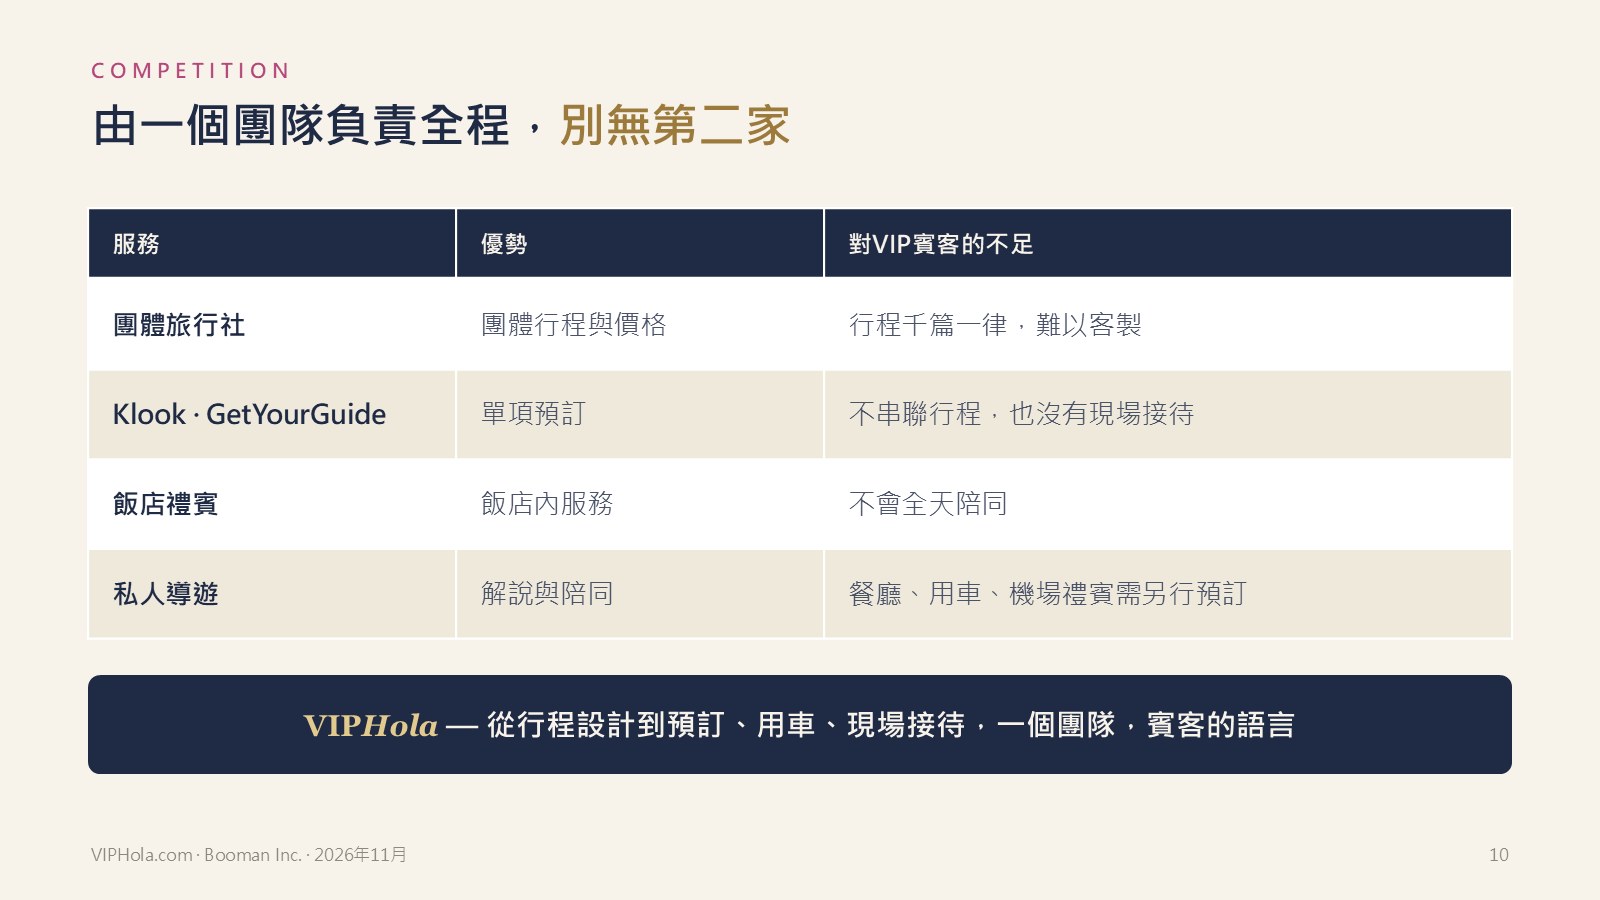 COMPETITION
由一個團隊負責全程，別無第二家
服務
優勢
對VIP賓客的不足
團體旅行社
團體行程與價格
行程千篇一律，難以客製
Klook · GetYourGuide
單項預訂
不串聯行程，也沒有現場接待
飯店禮賓
飯店內服務
不會全天陪同
私人導遊
解說與陪同
餐廳、用車、機場禮賓需另行預訂
VIPHola — 從行程設計到預訂、用車、現場接待，一個團隊，賓客的語言
VIPHola.com · Booman Inc. · 2026年11月
10